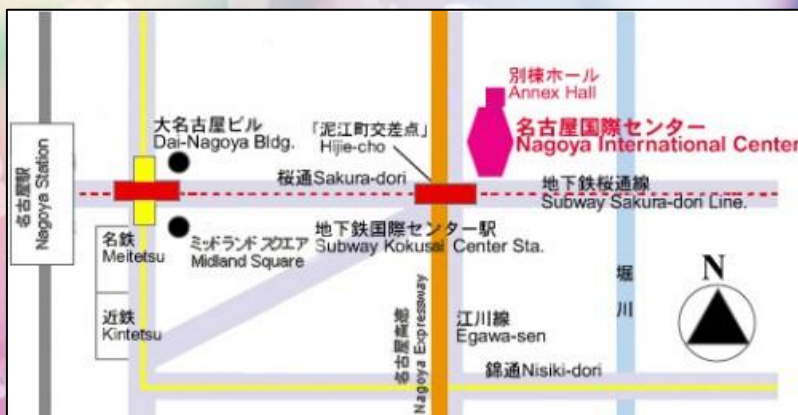 別棟ホール
Annex Hall
名古屋国際センター
Nagoya International Center
大名古屋ビル
Dai-Nagoya Bldg.
「泥江町交差点」
Hijie-cho
名古屋駅
Nagoya Station
桜通Sakura-dori
地下鉄桜通線
Subway Sakura-dori Line.
名鉄
Meitetsu
ミッドランド スクエア
Midland Square
地下鉄国際センター駅
Subway Kokusai Center Sta.
堀川
N
近鉄
Kintetsu
名古屋高速
Nagoya Expressway
江川線
Egawa-sen
錦通Nisiki-dori